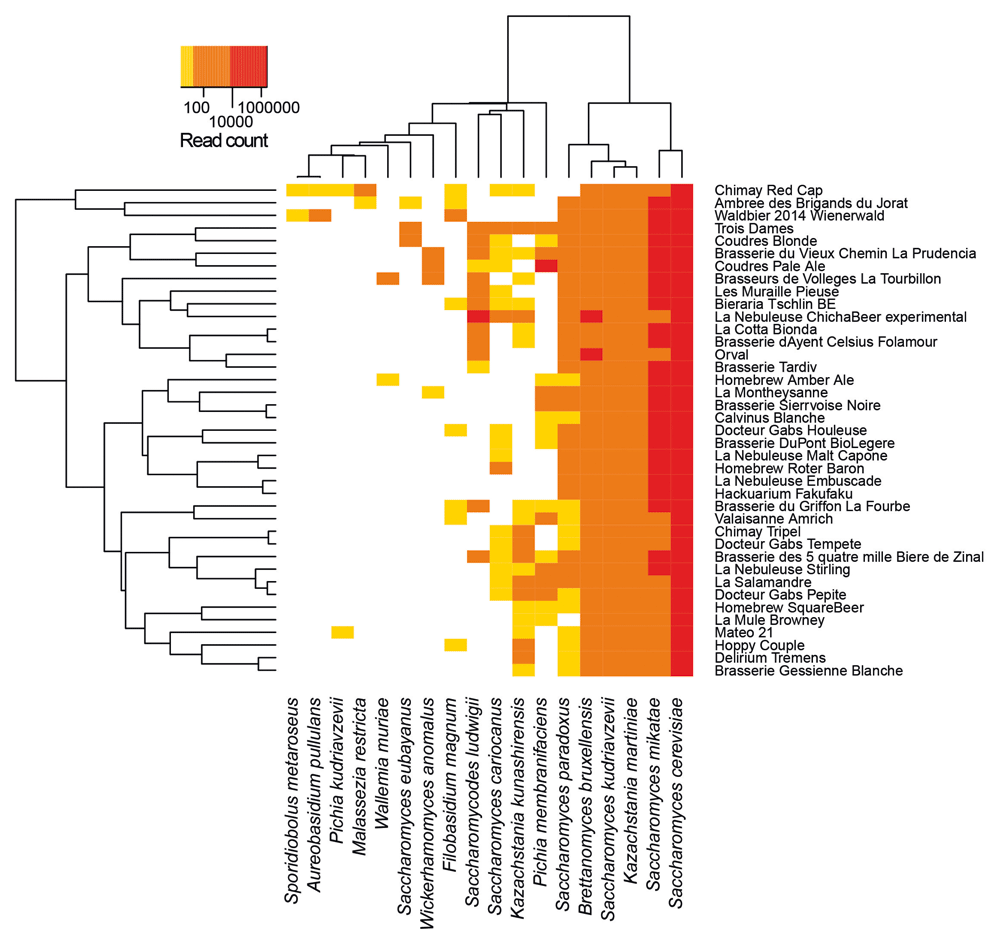 100
1000000
10000
Read count
Chimay Red Cap
Ambree des Brigands du Jorat
Waldbier 2014 Wienerwald
Trois Dames
Coudres Blonde
Brasserie du Vieux Chemin La Prudencia
Coudres Pale Ale
Brasseurs de Volleges La Tourbillon
Les Muraille Pieuse
Bieraria Tschlin BE
La Nebuleuse ChichaBeer experimental
La Cotta Bionda
Brasserie dAyent Celsius Folamour
Orval
Brasserie Tardiv
Homebrew Amber Ale
La Montheysanne
Brasserie Sierrvoise Noire
Calvinus Blanche
Docteur Gabs Houleuse
Brasserie DuPont BioLegere
La Nebuleuse Malt Capone
Homebrew Roter Baron
La Nebuleuse Embuscade
Hackuarium Fakufaku
Brasserie du Griffon La Fourbe
Valaisanne Amrich
Chimay Tripel
Docteur Gabs Tempete
Brasserie des 5 quatre mille Biere de Zinal
La Nebuleuse Stirling
La Salamandre
Docteur Gabs Pepite
Homebrew SquareBeer
La Mule Browney
Mateo 21
Hoppy Couple
Delirium Tremens
Brasserie Gessienne Blanche
Sporidiobolus metaroseus
Aureobasidium pullulans
Pichia kudriavzevii
Malassezia restricta
Wallemia muriae
Saccharomyces eubayanus
Wickerhamomyces anomalus
Filobasidium magnum
Saccharomycodes ludwigii
Saccharomyces cariocanus
Kazachstania kunashirensis
Pichia membranifaciens
Saccharomyces paradoxus
Brettanomyces bruxellensis
Saccharomyces kudriavzevii
Kazachstania martiniae
Saccharomyces mikatae
Saccharomyces cerevisiae